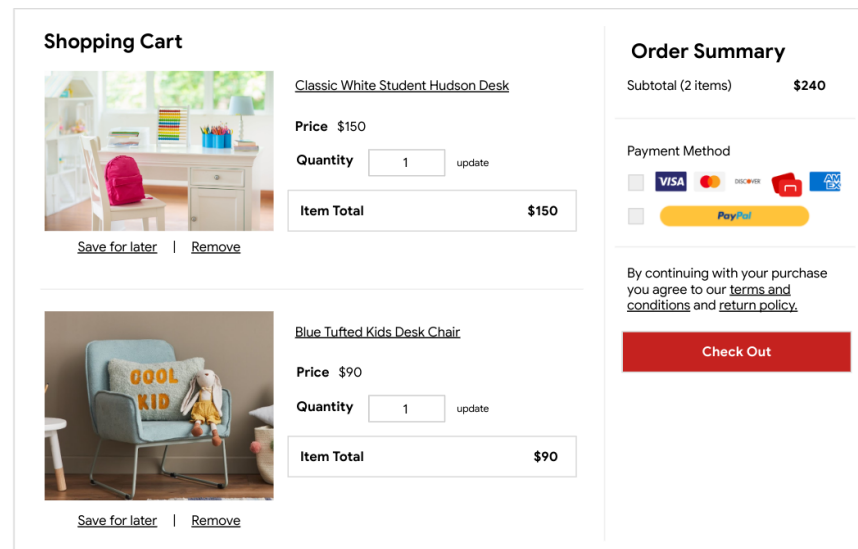 Shopping Cart
Classic White Student Hudson Desk
Price $150
Quantity 1 update
Item Total $150
Save for later | Remove
Blue Tufted Kids Desk Chair
COOL
KID
Price $90
Quantity 1 update
Item Total $90
Save for later | Remove
Order Summary
Subtotal (2 items) $240
Payment Method
VISA DISCOVER AM
EX
PayPal
By continuing with your purchase
you agree to our terms and
conditions and return policy.
Check Out